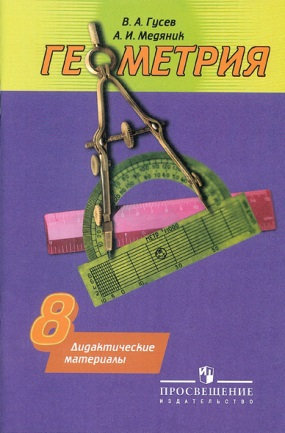 В. А. Гусев
А. И. Медяник
ГЕОМЕТРИЯ
8
Дидактические
материалы
ПРОСВЕЩЕНИЕ
ИЗДАТЕЛЬСТВО